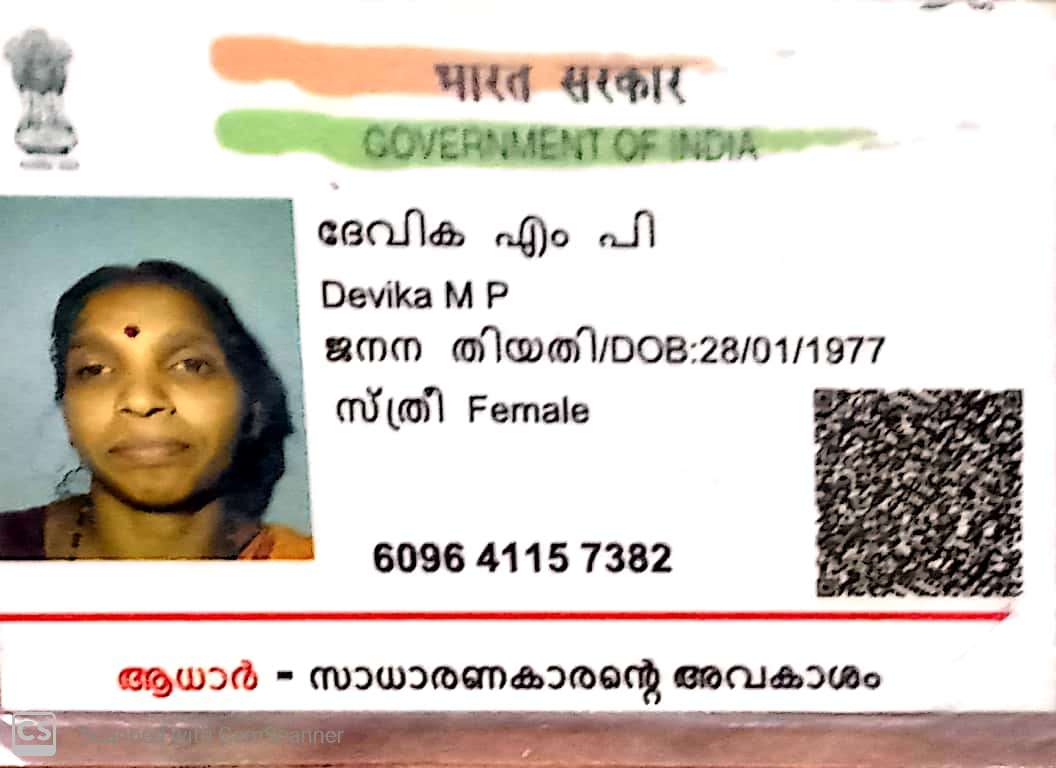 भारत सरकार
GOVERNMENT OF INDIA
ദേവിക എം പി
Devika M P
ജനന തിയതി/DOB:28/01/1977
സ്ത്രീ Female
6096 4115 7382
ആധാർ - സാധാരണകാരന്റെ അവകാശം
CS Scanned with CamScanner